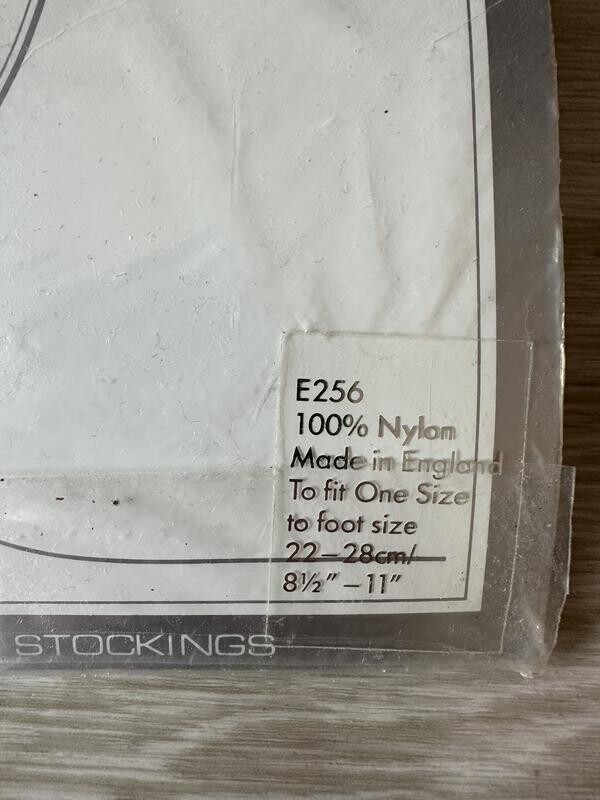 E256
100% Nylon
Made in England
To fit One Size
to foot size
22–28cm/
8½" – 11"
STOCKINGS